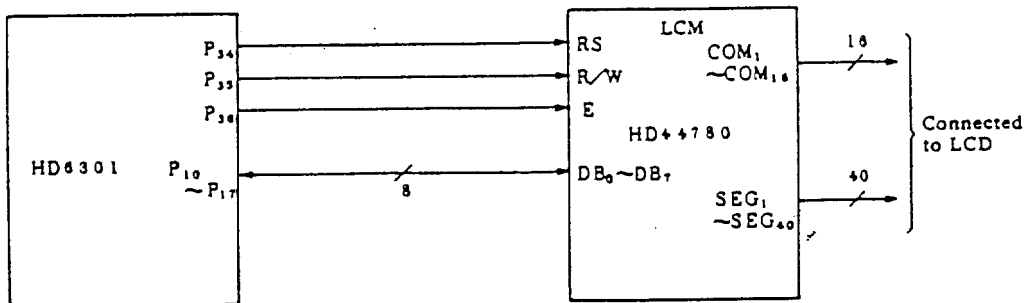 HD6301
P₃₄
P₃₅
P₃₆
P₁₀
~P₁₇
8
LCM
RS
R/W
E
HD44780
DB₀~DB₇
COM₁
~COM₁₆
SEG₁
~SEG₄₀
16
40
Connected
to LCD